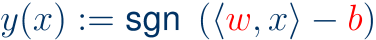 y(x) := sgn (⟨w, x⟩ − b)